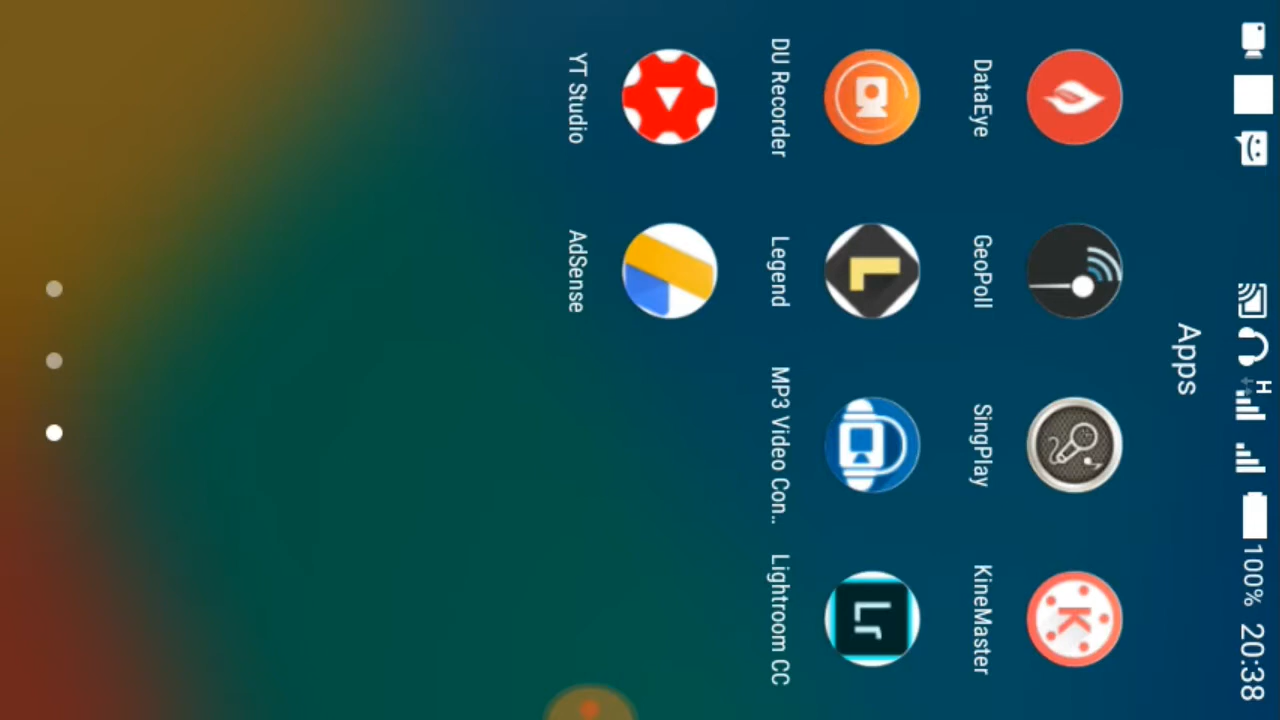 H 100% 20:38
Apps
DataEye GeoPoll SingPlay KineMaster
L Lr
DU Recorder Legend MP3 Video Con.. Lightroom CC
YT Studio AdSense